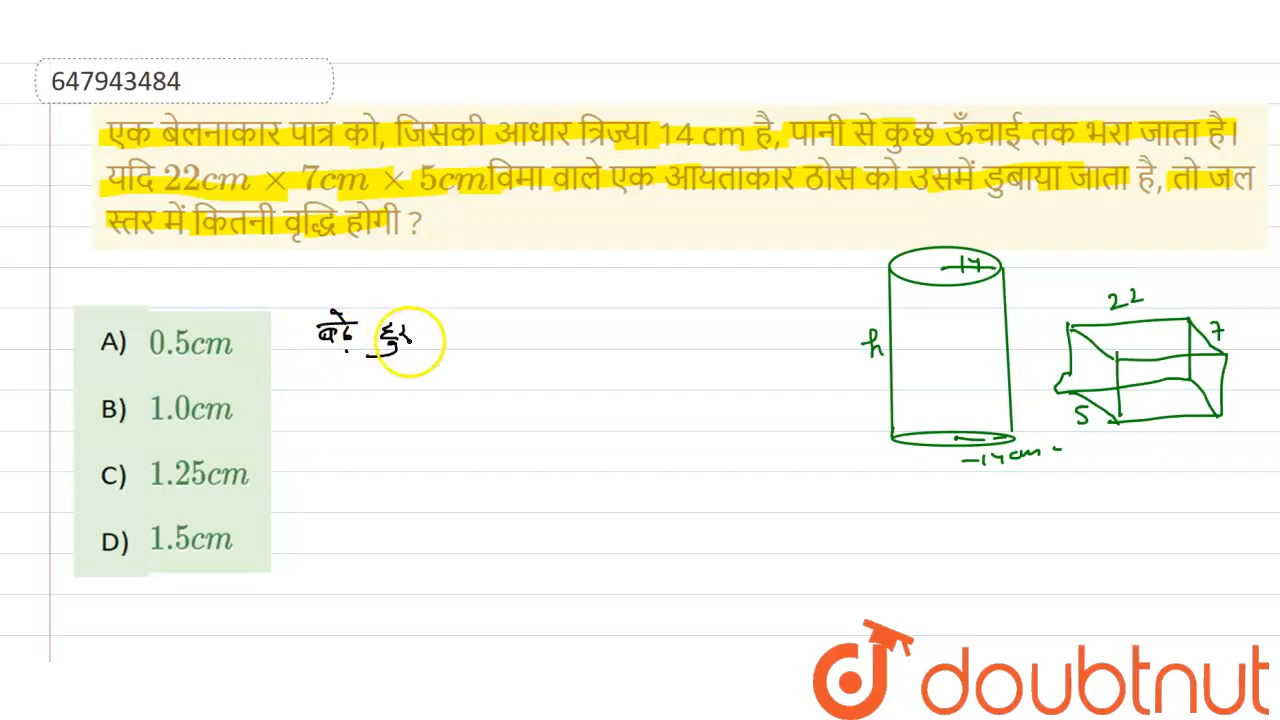 647943484
एक बेलनाकार पात्र को, जिसकी आधार त्रिज्या 14 cm है, पानी से कुछ ऊँचाई तक भरा जाता है।
यदि 22cm × 7cm × 5cmविमा वाले एक आयताकार ठोस को उसमें डुबाया जाता है, तो जल
स्तर में कितनी वृद्धि होगी ?
A) 0.5cm
B) 1.0cm
C) 1.25cm
D) 1.5cm
14
h
-14cm
22
7
5
doubtnut